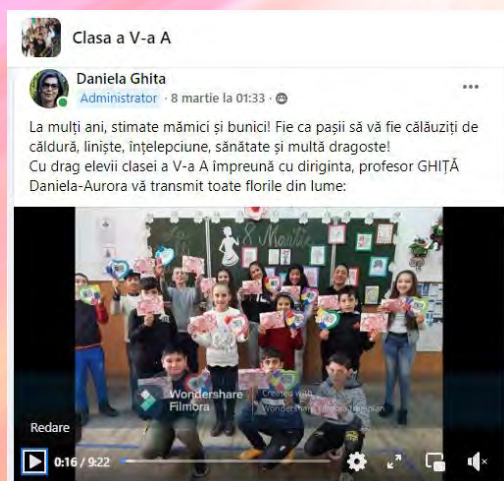 Clasa a V-a A
Daniela Ghita
Administrator · 8 martie la 01:33 ·
La mulți ani, stimate mămici și bunici! Fie ca pașii să vă fie călăuziți de
căldură, liniște, înțelepciune, sănătate și multă dragoste!
Cu drag elevii clasei a V-a A împreună cu diriginta, profesor GHIȚĂ
Daniela-Aurora vă transmit toate florile din lume:
8 Martie
Wondershare
Filmora
Created with
Wondershare
Redare
0:16 / 9:22